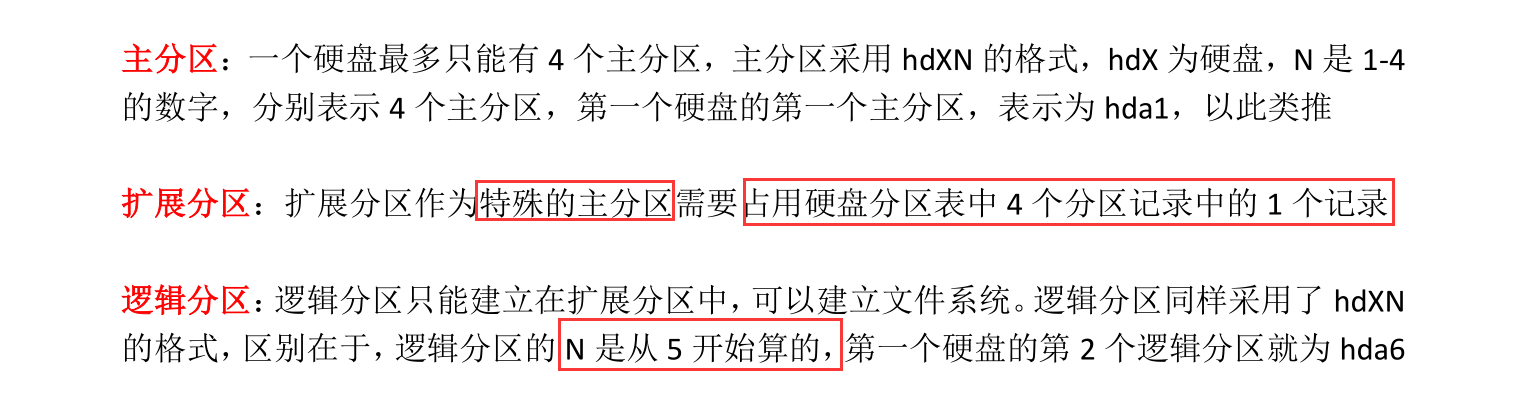 主分区：一个硬盘最多只能有 4 个主分区，主分区采用 hdXN 的格式，hdX 为硬盘，N 是 1-4
的数字，分别表示 4 个主分区，第一个硬盘的第一个主分区，表示为 hda1，以此类推
扩展分区：扩展分区作为特殊的主分区需要占用硬盘分区表中 4 个分区记录中的 1 个记录
逻辑分区：逻辑分区只能建立在扩展分区中，可以建立文件系统。逻辑分区同样采用了 hdXN
的格式，区别在于，逻辑分区的 N 是从 5 开始算的，第一个硬盘的第 2 个逻辑分区就为 hda6